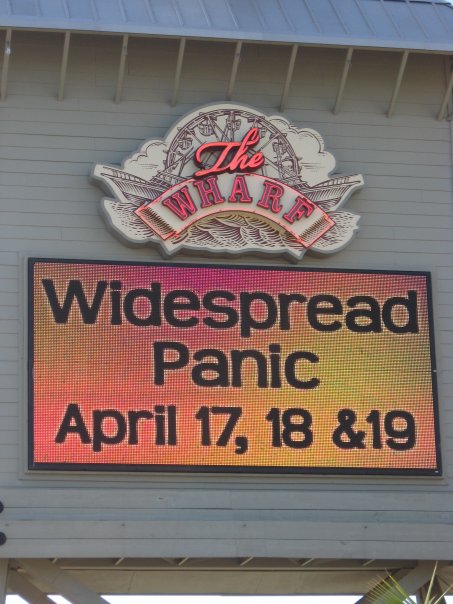 The
WHARF
Widespread
Panic
April 17, 18 &19